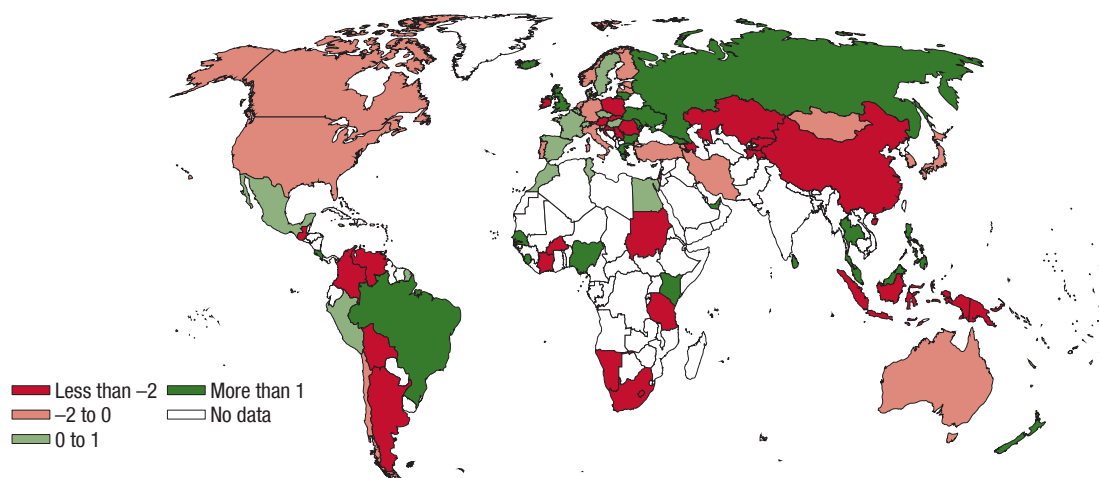 Less than –2
More than 1
–2 to 0
No data
0 to 1